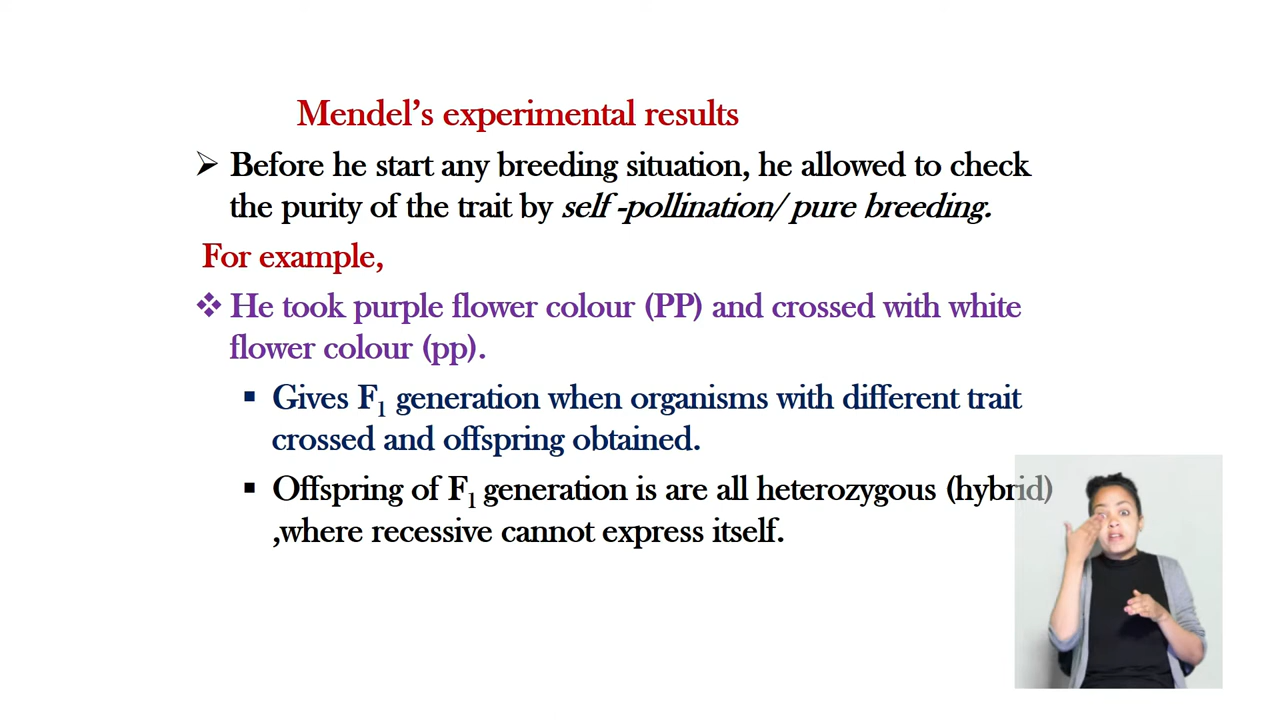 Mendel's experimental results
➢ Before he start any breeding situation, he allowed to check
the purity of the trait by self -pollination/ pure breeding.
For example,
❖ He took purple flower colour (PP) and crossed with white
flower colour (pp).
▪ Gives F₁ generation when organisms with different trait
crossed and offspring obtained.
▪ Offspring of F₁ generation is are all heterozygous (hybrid)
,where recessive cannot express itself.